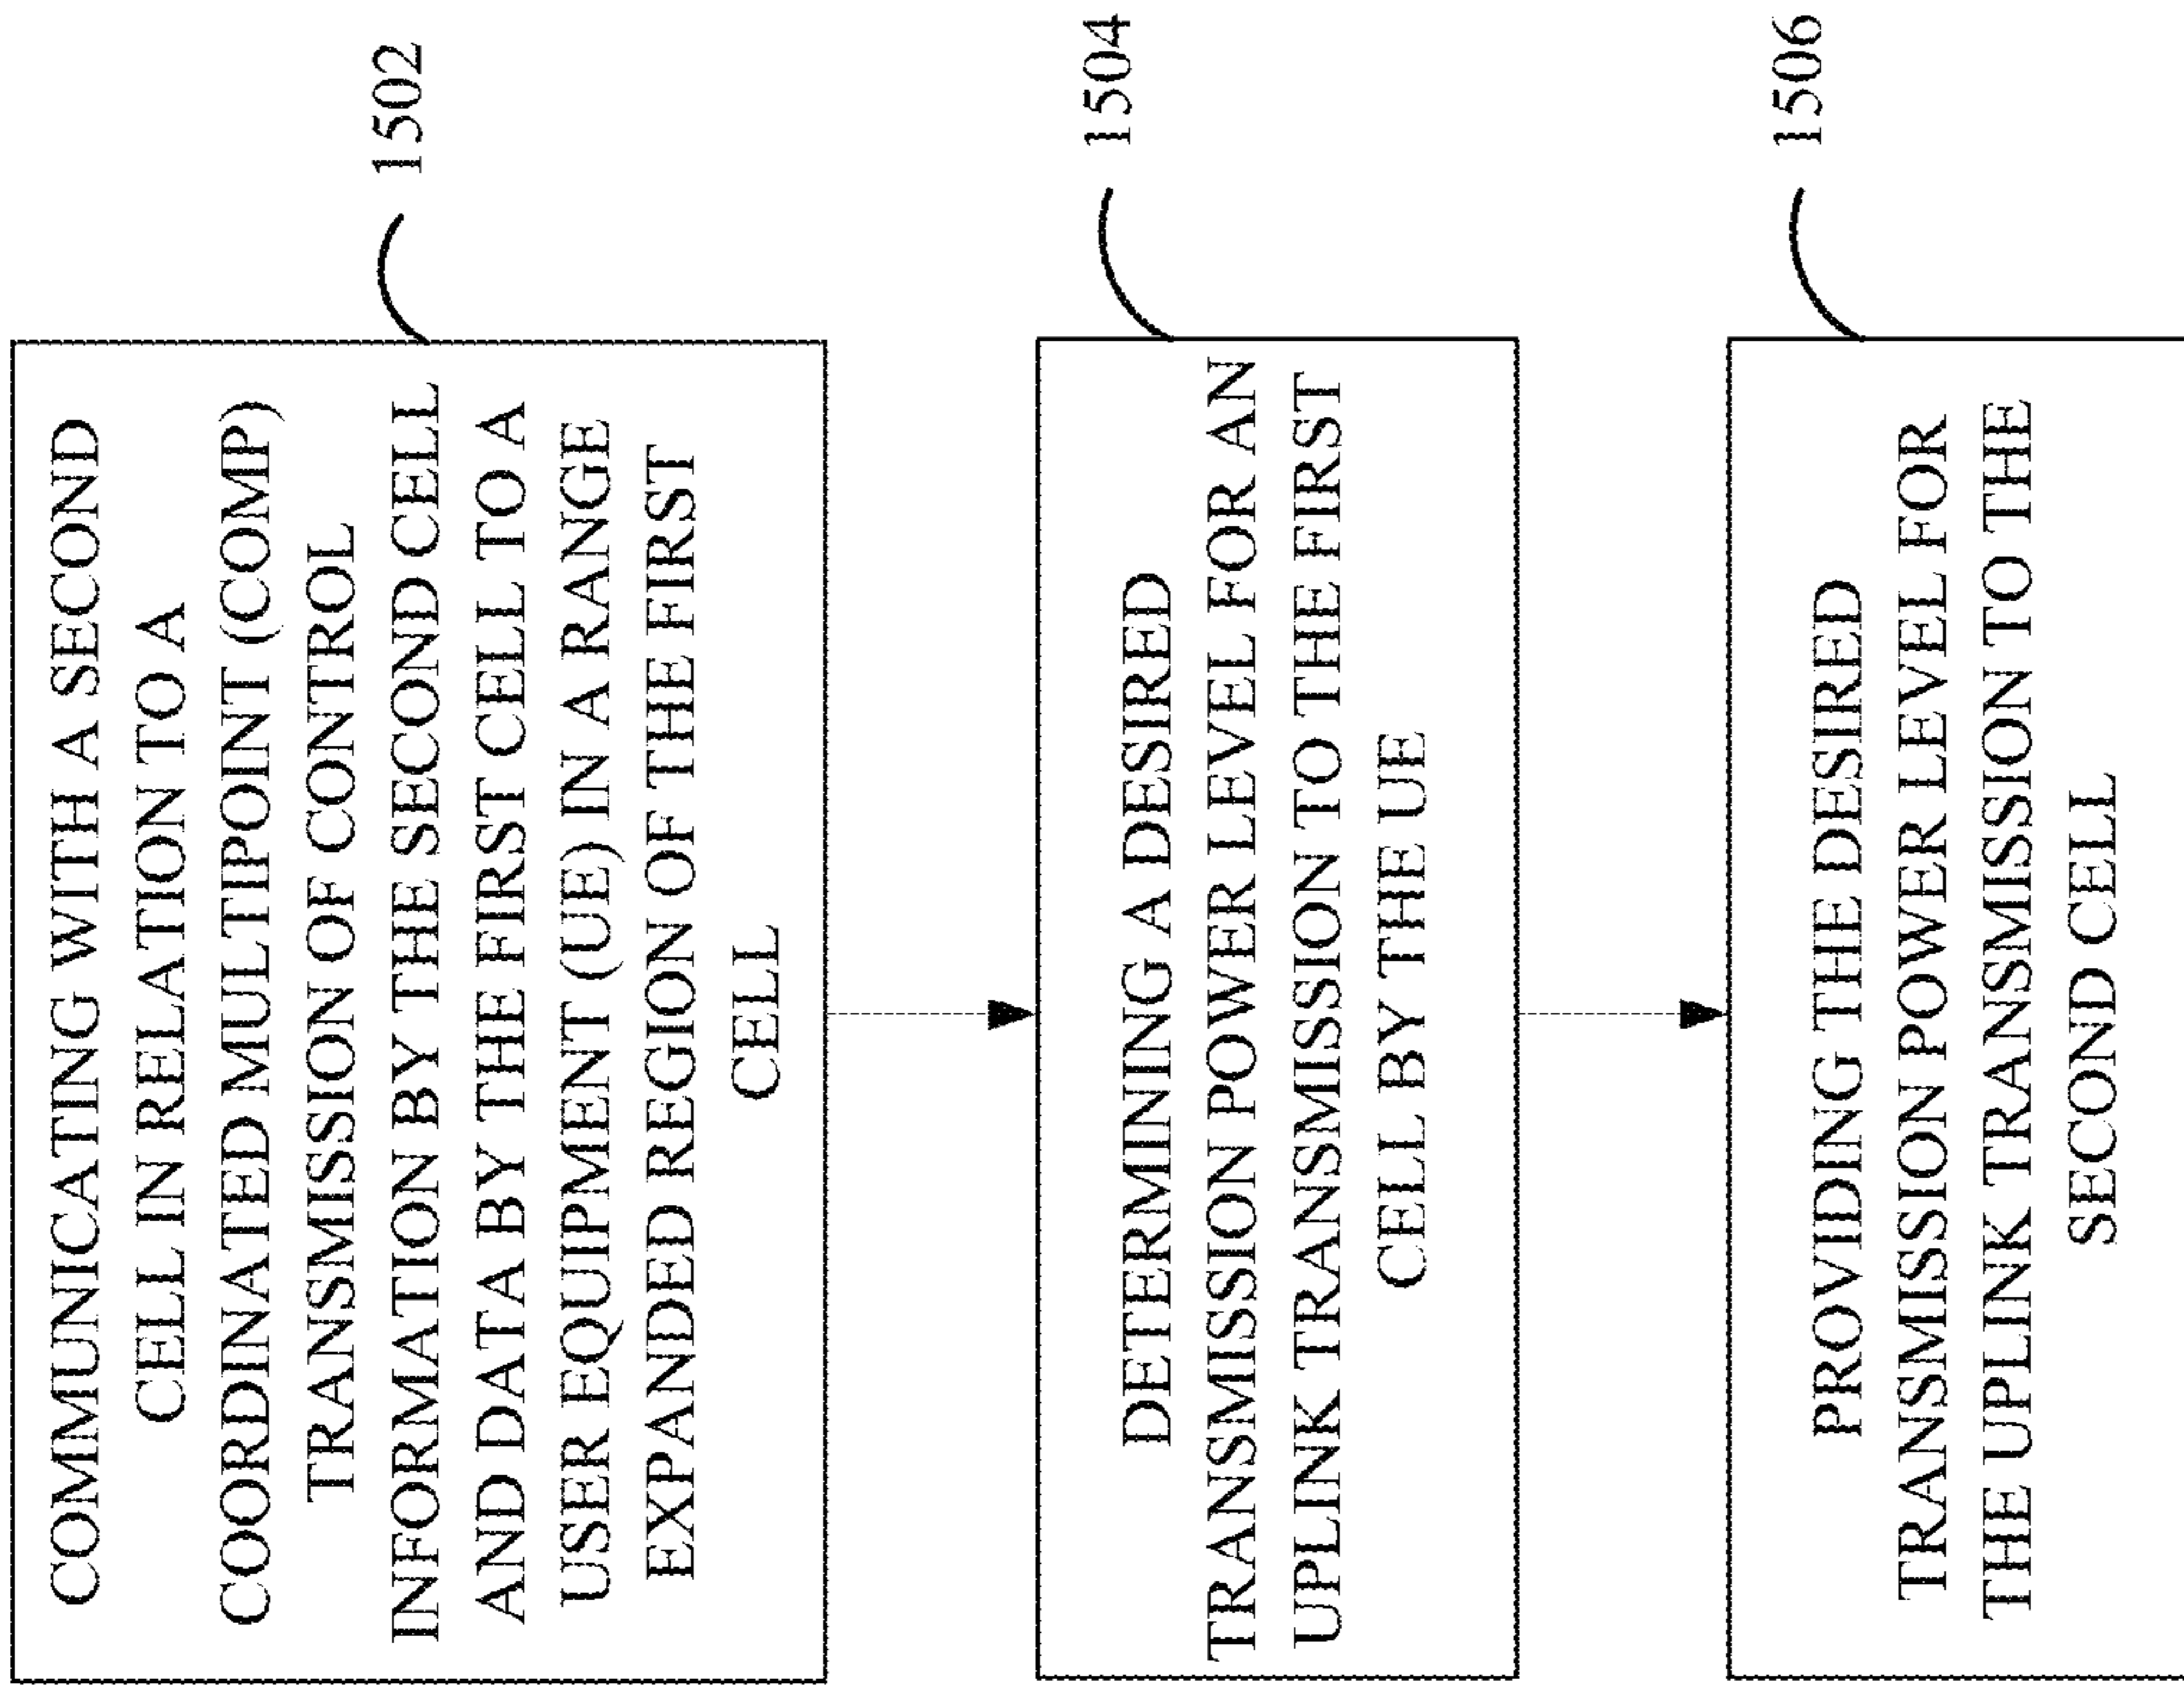 COMMUNICATING WITH A SECOND
CELL IN RELATION TO A
COORDINATED MULTIPOINT (COMP)
TRANSMISSION OF CONTROL
INFORMATION BY THE SECOND CELL
AND DATA BY THE FIRST CELL TO A
USER EQUIPMENT (UE) IN A RANGE
EXPANDED REGION OF THE FIRST
CELL
1502
DETERMINING A DESIRED
TRANSMISSION POWER LEVEL FOR AN
UPLINK TRANSMISSION TO THE FIRST
CELL BY THE UE
1504
PROVIDING THE DESIRED
TRANSMISSION POWER LEVEL FOR
THE UPLINK TRANSMISSION TO THE
SECOND CELL
1506